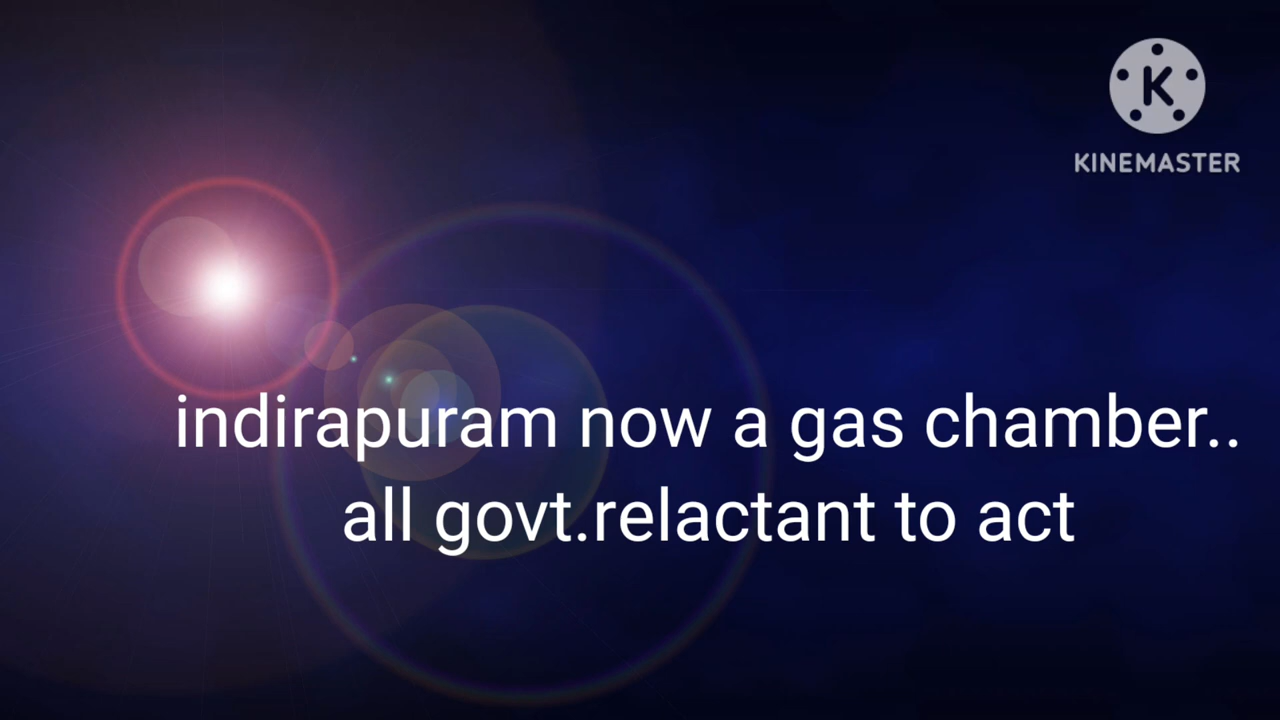 K
KINEMASTER
indirapuram now a gas chamber..
all govt.relactant to act